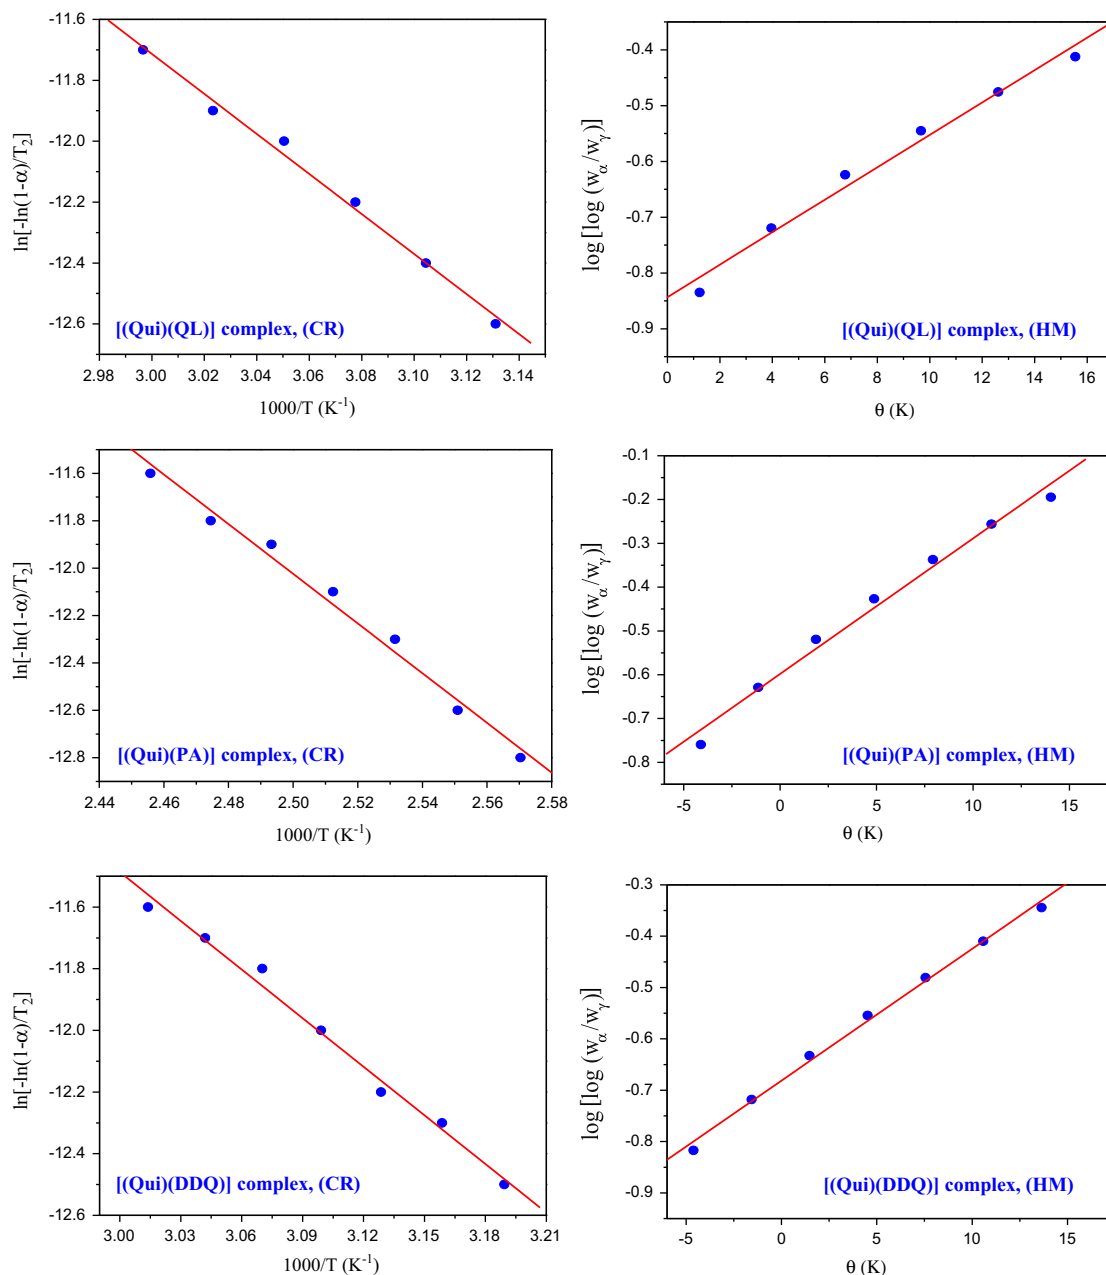 -11.6
-11.8
-12.0
-12.2
-12.4
-12.6
ln[-ln(1-α)/T₂]
[(Qui)(QL)] complex, (CR)
2.98 3.00 3.02 3.04 3.06 3.08 3.10 3.12 3.14
1000/T (K⁻¹)
-0.4
-0.5
-0.6
-0.7
-0.8
-0.9
log [log (wα/wγ)]
[(Qui)(QL)] complex, (HM)
0 2 4 6 8 10 12 14 16
θ (K)
-11.6
-11.8
-12.0
-12.2
-12.4
-12.6
-12.8
ln[-ln(1-α)/T₂]
[(Qui)(PA)] complex, (CR)
2.44 2.46 2.48 2.50 2.52 2.54 2.56 2.58
1000/T (K⁻¹)
-0.1
-0.2
-0.3
-0.4
-0.5
-0.6
-0.7
-0.8
log [log (wα/wγ)]
[(Qui)(PA)] complex, (HM)
-5 0 5 10 15
θ (K)
-11.6
-11.8
-12.0
-12.2
-12.4
-12.6
ln[-ln(1-α)/T₂]
[(Qui)(DDQ)] complex, (CR)
3.00 3.03 3.06 3.09 3.12 3.15 3.18 3.21
1000/T (K⁻¹)
-0.3
-0.4
-0.5
-0.6
-0.7
-0.8
-0.9
log [log (wα/wγ)]
[(Qui)(DDQ)] complex, (HM)
-5 0 5 10 15
θ (K)